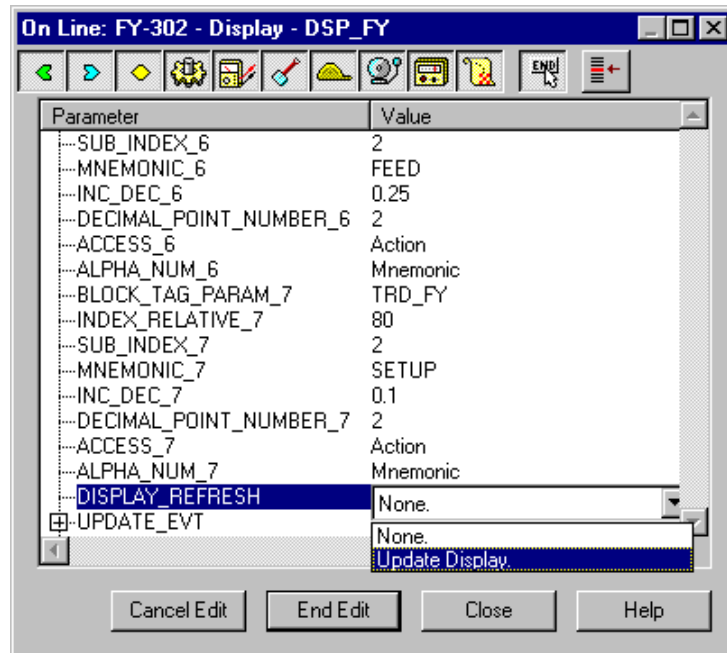 On Line: FY-302 - Display - DSP_FY
END
Parameter Value
SUB_INDEX_6 2
MNEMONIC_6 FEED
INC_DEC_6 0.25
DECIMAL_POINT_NUMBER_6 2
ACCESS_6 Action
ALPHA_NUM_6 Mnemonic
BLOCK_TAG_PARAM_7 TRD_FY
INDEX_RELATIVE_7 80
SUB_INDEX_7 2
MNEMONIC_7 SETUP
INC_DEC_7 0.1
DECIMAL_POINT_NUMBER_7 2
ACCESS_7 Action
ALPHA_NUM_7 Mnemonic
DISPLAY_REFRESH None.
UPDATE_EVT
None.
Update Display.
Cancel Edit End Edit Close Help